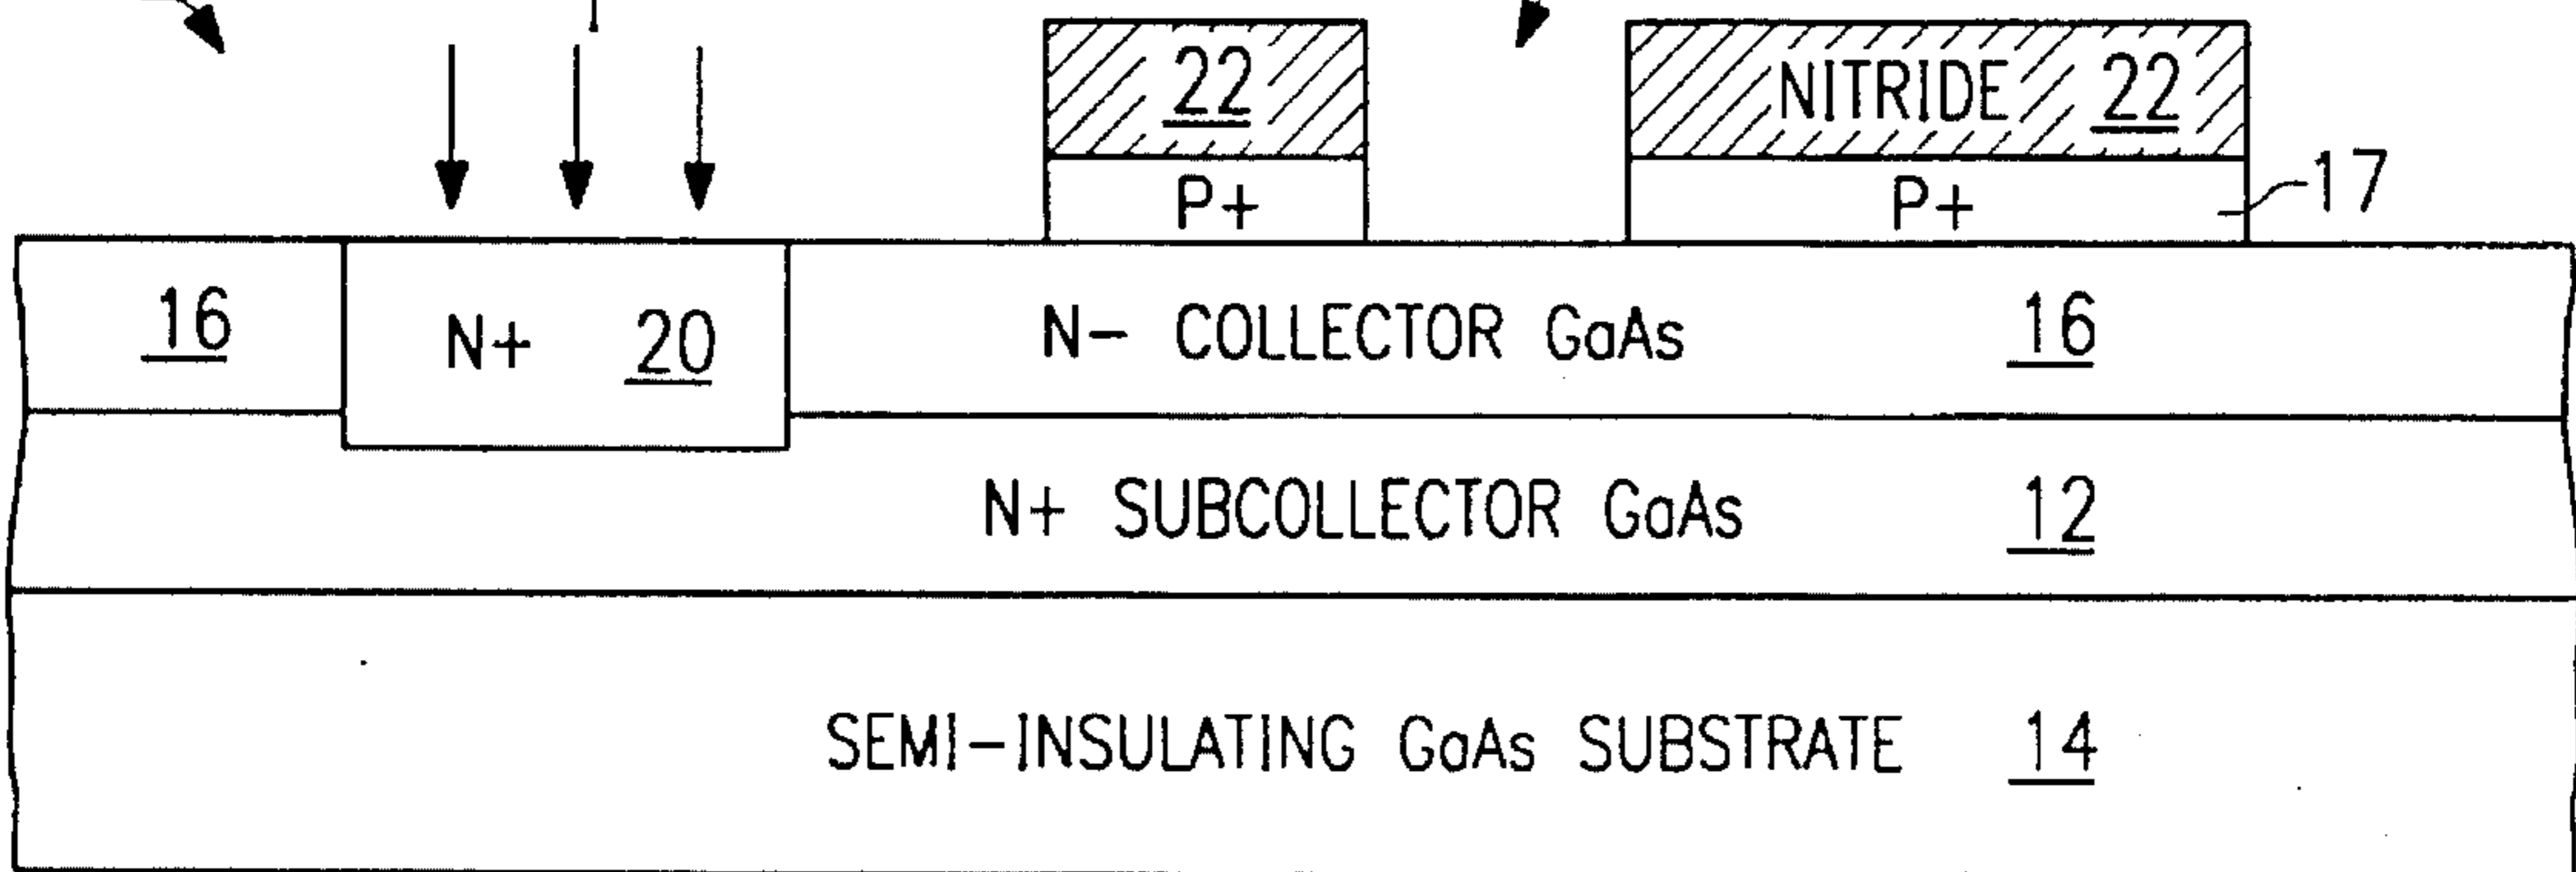 22
NITRIDE 22
P+
P+
17
16
N+ 20
N- COLLECTOR GaAs 16
N+ SUBCOLLECTOR GaAs 12
SEMI-INSULATING GaAs SUBSTRATE 14